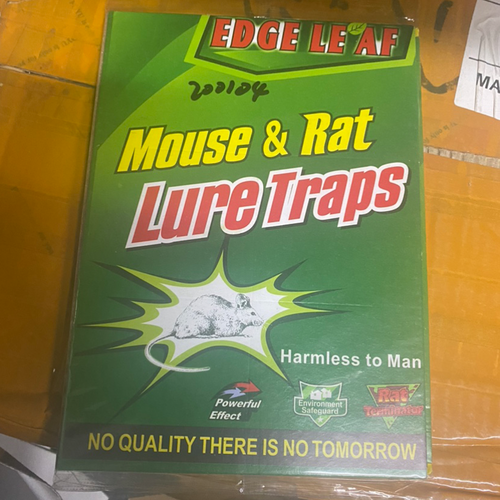 EDGE LEAF
200104
MA
Mouse & Rat
Lure Traps
Harmless to Man
Powerful
Effect
Environment
Safeguard
Rat
Terminator
NO QUALITY THERE IS NO TOMORROW